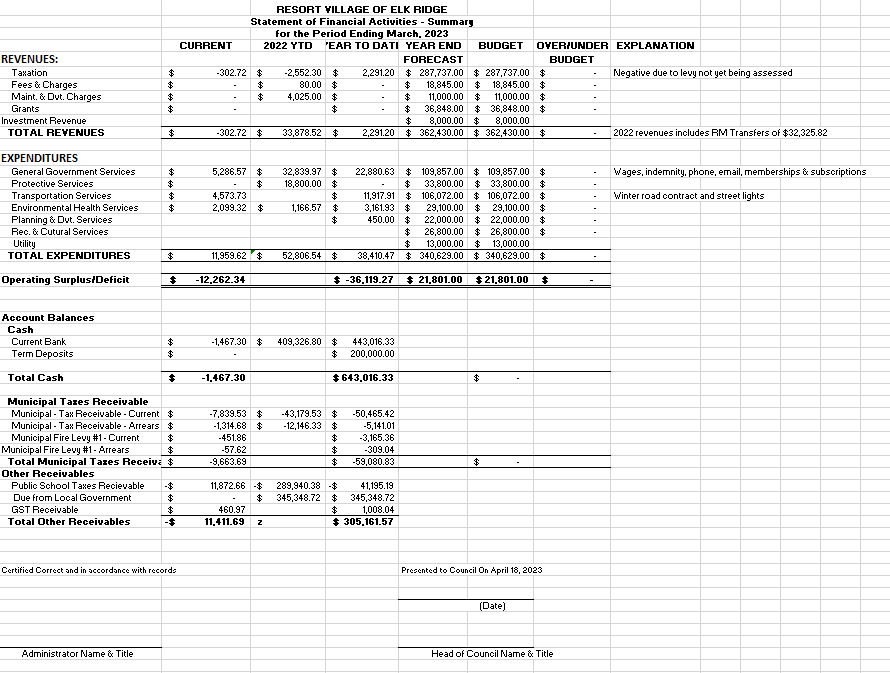 RESORT VILLAGE OF ELK RIDGE
Statement of Financial Activities - Summary
for the Period Ending March, 2023
CURRENT 2022 YTD YEAR TO DATE YEAR END BUDGET OVER/UNDER EXPLANATION
REVENUES: FORECAST BUDGET
Taxation $ -302.72 $ -2,552.30 $ 2,291.20 $ 287,737.00 $ 287,737.00 $ - Negative due to levy not yet being assessed
Fees & Charges $ - $ 80.00 $ - $ 18,845.00 $ 18,845.00 $ -
Maint. & Dvt. Charges $ - $ 4,025.00 $ - $ 11,000.00 $ 11,000.00 $ -
Grants $ - $ - $ 36,848.00 $ 36,848.00 $ -
Investment Revenue $ 8,000.00 $ 8,000.00
TOTAL REVENUES $ -302.72 $ 33,878.52 $ 2,291.20 $ 362,430.00 $ 362,430.00 $ - 2022 revenues includes RM Transfers of $32,325.82
EXPENDITURES
General Government Services $ 5,286.57 $ 32,839.97 $ 22,880.63 $ 109,857.00 $ 109,857.00 $ - Wages, indemnity, phone, email, memberships & subscriptions
Protective Services $ - $ 18,800.00 $ - $ 33,800.00 $ 33,800.00 $ -
Transportation Services $ 4,573.73 $ 11,917.91 $ 106,072.00 $ 106,072.00 $ - Winter road contract and street lights
Environmental Health Services $ 2,099.32 $ 1,166.57 $ 3,161.93 $ 29,100.00 $ 29,100.00 $ -
Planning & Dvt. Services $ 450.00 $ 22,000.00 $ 22,000.00 $ -
Rec. & Cutural Services $ 26,800.00 $ 26,800.00 $ -
Utility $ 13,000.00 $ 13,000.00
TOTAL EXPENDITURES $ 11,959.62 $ 52,806.54 $ 38,410.47 $ 340,629.00 $ 340,629.00 $ -
Operating Surplus/Deficit $ -12,262.34 $ -36,119.27 $ 21,801.00 $ 21,801.00 $ -
Account Balances
Cash
Current Bank $ -1,467.30 $ 409,326.80 $ 443,016.33
Term Deposits $ - $ 200,000.00
Total Cash $ -1,467.30 $ 643,016.33 $ -
Municipal Taxes Receivable
Municipal - Tax Receivable - Current $ -7,839.53 $ -43,179.53 $ -50,465.42
Municipal - Tax Receivable - Arrears $ -1,314.68 $ -12,146.33 $ -5,141.01
Municipal Fire Levy #1 - Current $ -451.86 $ -3,165.36
Municipal Fire Levy #1 - Arrears $ -57.62 $ -309.04
Total Municipal Taxes Receiva $ -9,663.69 $ -59,080.83 $ -
Other Receivables
Public School Taxes Recievable -$ 11,872.66 -$ 289,940.38 -$ 41,195.19
Due from Local Government $ - $ 345,348.72 $ 345,348.72
GST Receivable $ 460.97 $ 1,008.04
Total Other Receivables -$ 11,411.69 z $ 305,161.57
Certified Correct and in accordance with records Presented to Council On April 18, 2023
(Date)
Administrator Name & Title Head of Council Name & Title